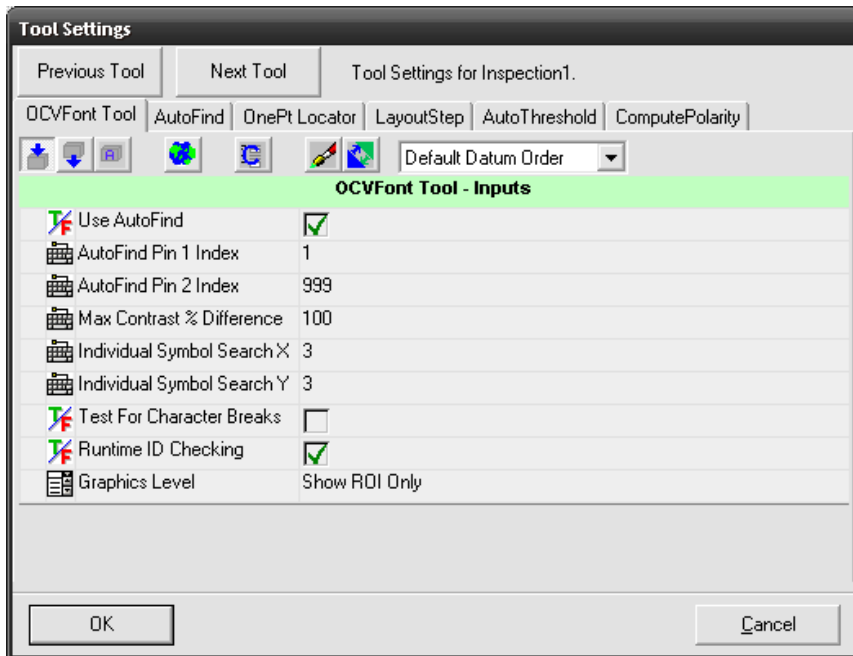 Tool Settings
Previous Tool Next Tool Tool Settings for Inspection1.
OCVFont Tool AutoFind OnePt Locator LayoutStep AutoThreshold ComputePolarity
Default Datum Order
OCVFont Tool - Inputs
Use AutoFind
AutoFind Pin 1 Index 1
AutoFind Pin 2 Index 999
Max Contrast % Difference 100
Individual Symbol Search X 3
Individual Symbol Search Y 3
Test For Character Breaks
Runtime ID Checking
Graphics Level Show ROI Only
OK Cancel